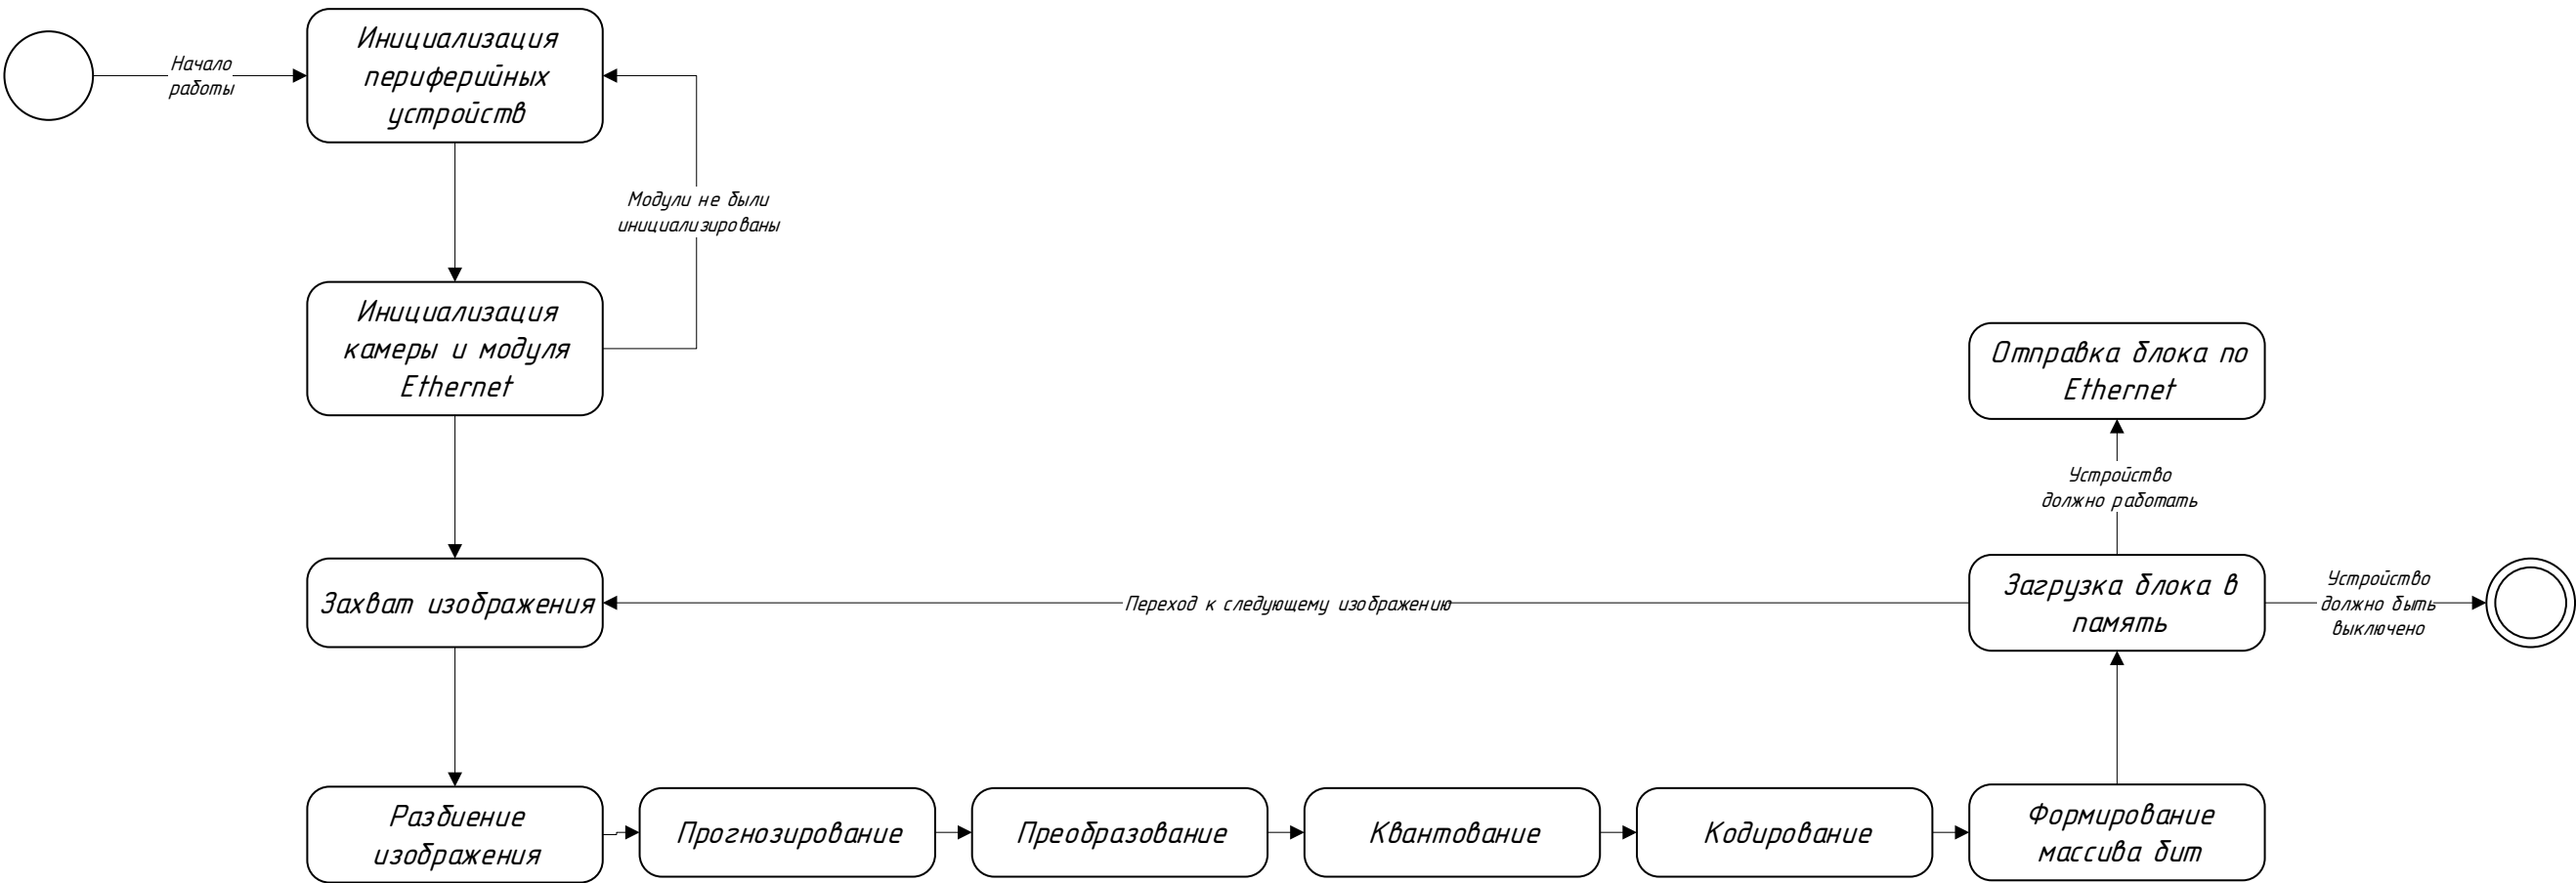 Начало
работы
Инициализация
периферийных
устройств
Модули не были
инициализированы
Инициализация
камеры и модуля
Ethernet
Отправка блока по
Ethernet
Устройство
должно работать
Захват изображения
Переход к следующему изображению
Загрузка блока в
память
Устройство
должно быть
выключено
Разбиение
изображения
Прогнозирование
Преобразование
Квантование
Кодирование
Формирование
массива бит